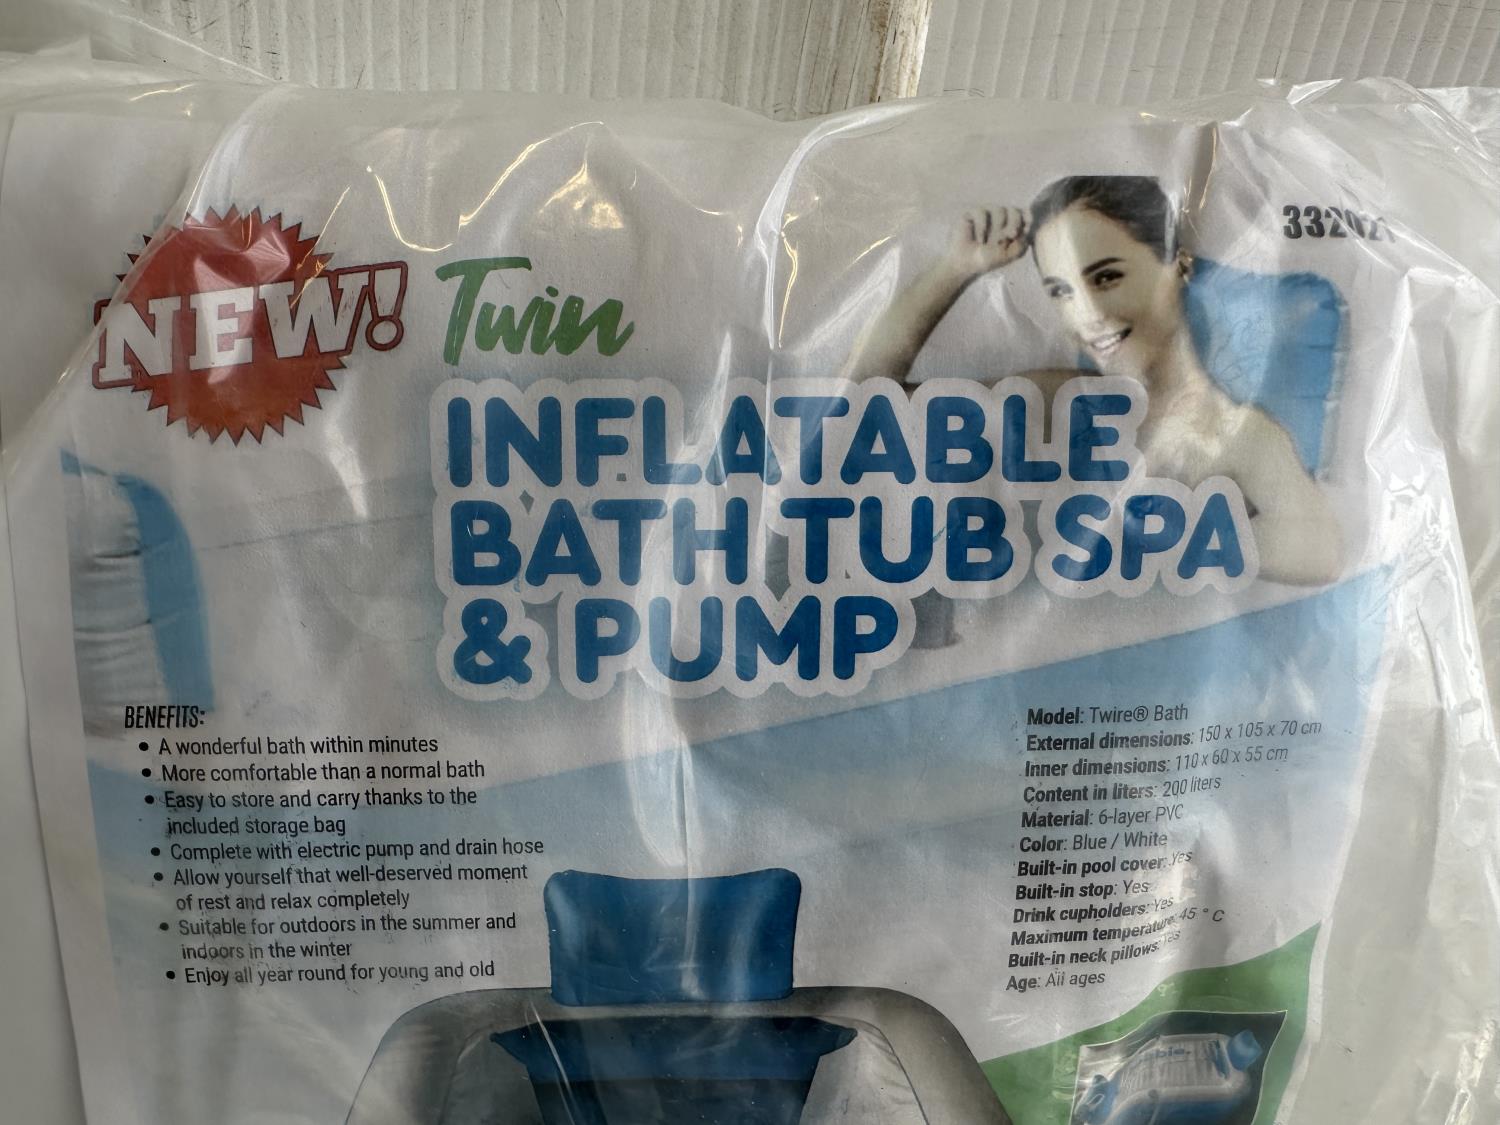 NEW!
Twin
332021
INFLATABLE
BATH TUB SPA
& PUMP
BENEFITS:
• A wonderful bath within minutes
• More comfortable than a normal bath
• Easy to store and carry thanks to the
included storage bag
• Complete with electric pump and drain hose
• Allow yourself that well-deserved moment
of rest and relax completely
• Suitable for outdoors in the summer and
indoors in the winter
• Enjoy all year round for young and old
Model: Twire® Bath
External dimensions: 150 x 105 x 70 cm
Inner dimensions: 110 x 60 x 55 cm
Content in liters: 200 liters
Material: 6-layer PVC
Color: Blue / White
Built-in pool cover: Yes
Built-in stop: Yes
Drink cupholders: Yes
Maximum temperature: 45 ° C
Built-in neck pillows: Yes
Age: All ages